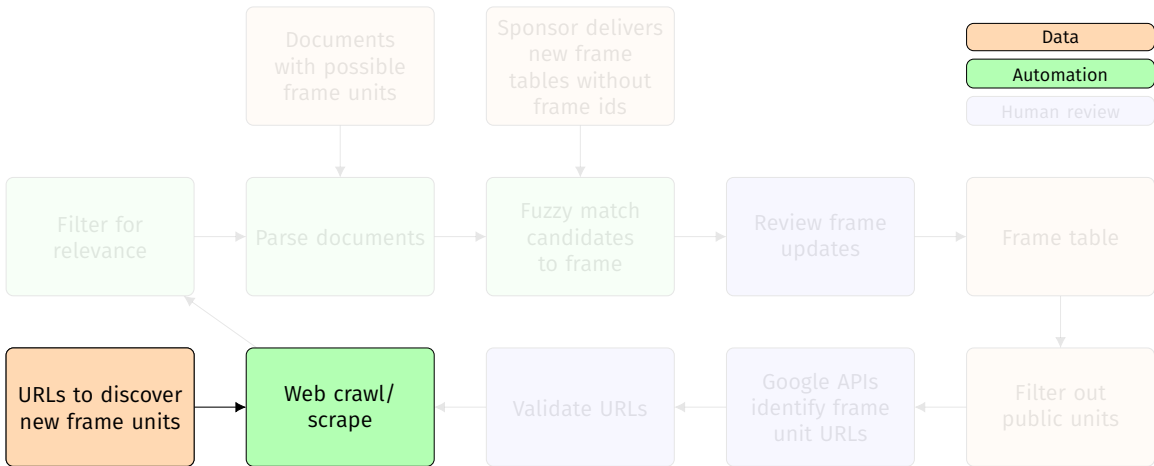 Documents
with possible
frame units
Sponsor delivers
new frame
tables without
frame ids
Data
Automation
Human review
Filter for
relevance
Parse documents
Fuzzy match
candidates
to frame
Review frame
updates
Frame table
URLs to discover
new frame units
Web crawl/
scrape
Validate URLs
Google APIs
identify frame
unit URLs
Filter out
public units